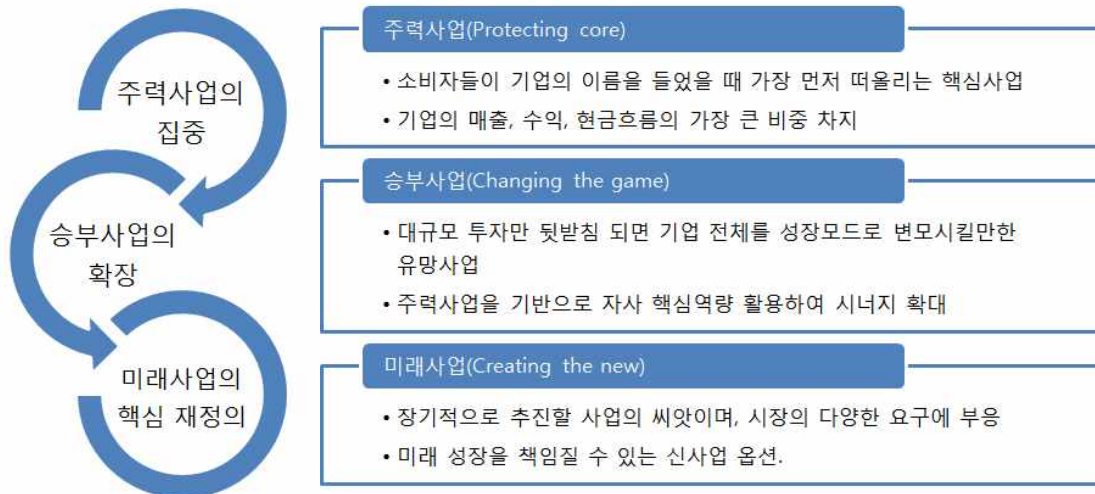 주력사업의
집중
주력사업(Protecting core)
• 소비자들이 기업의 이름을 들었을 때 가장 먼저 떠올리는 핵심사업
• 기업의 매출, 수익, 현금흐름의 가장 큰 비중 차지
승부사업의
확장
승부사업(Changing the game)
• 대규모 투자만 뒷받침 되면 기업 전체를 성장모드로 변모시킬만한
유망사업
• 주력사업을 기반으로 자사 핵심역량 활용하여 시너지 확대
미래사업의
핵심 재정의
미래사업(Creating the new)
• 장기적으로 추진할 사업의 씨앗이며, 시장의 다양한 요구에 부응
• 미래 성장을 책임질 수 있는 신사업 옵션.